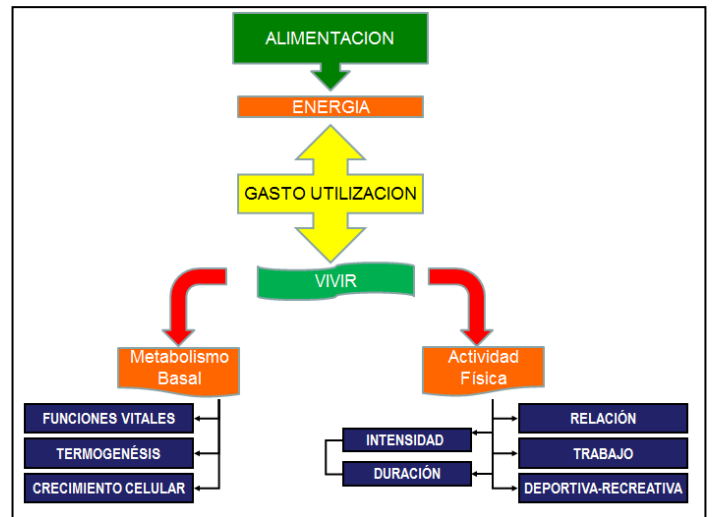 ALIMENTACION
ENERGIA
GASTO UTILIZACION
VIVIR
Metabolismo
Basal
FUNCIONES VITALES
TERMOGENÉSIS
CRECIMIENTO CELULAR
Actividad
Física
INTENSIDAD
DURACIÓN
RELACIÓN
TRABAJO
DEPORTIVA-RECREATIVA